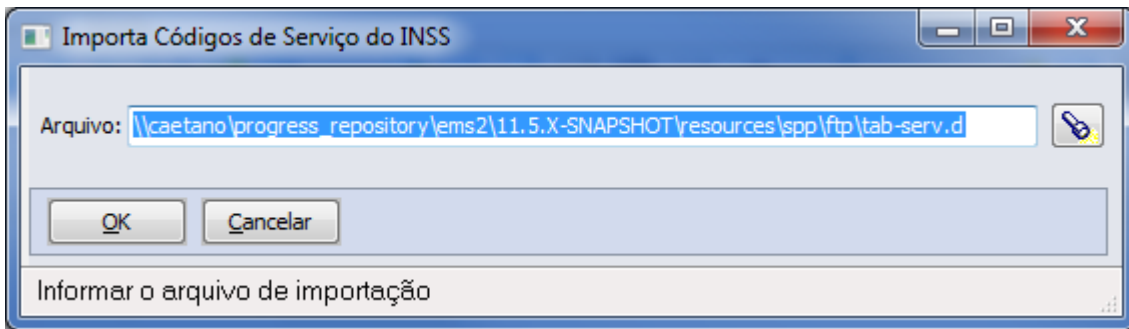 Importa Códigos de Serviço do INSS
Arquivo: \\caetano\progress_repository\ems2\11.5.X-SNAPSHOT\resources\spp\ftp\tab-serv.d
OK Cancelar
Informar o arquivo de importação